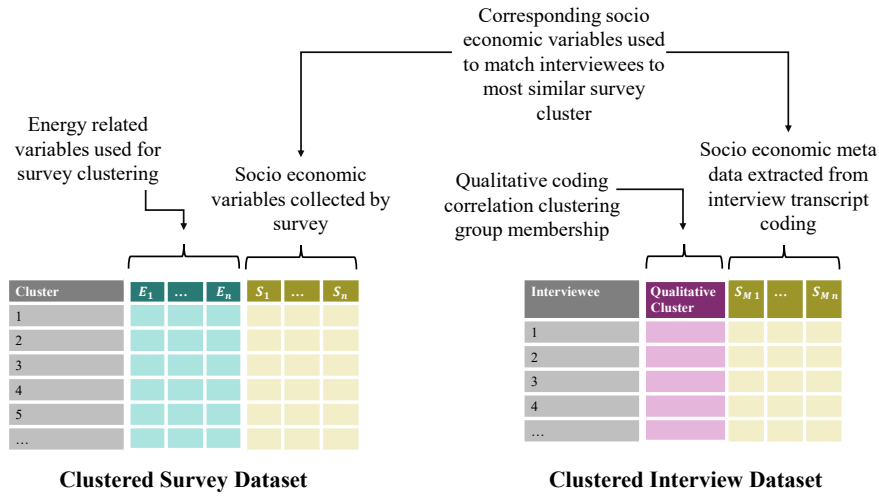 Corresponding socio
economic variables used
to match interviewees to
most similar survey
cluster
Energy related
variables used for
survey clustering
Socio economic
variables collected by
survey
Qualitative coding
correlation clustering
group membership
Socio economic meta
data extracted from
interview transcript
coding
Cluster E₁ … Eₙ S₁ … Sₙ
1
2
3
4
5
…
Clustered Survey Dataset
Interviewee Qualitative Cluster S_{M 1} … S_{M n}
1
2
3
4
…
Clustered Interview Dataset